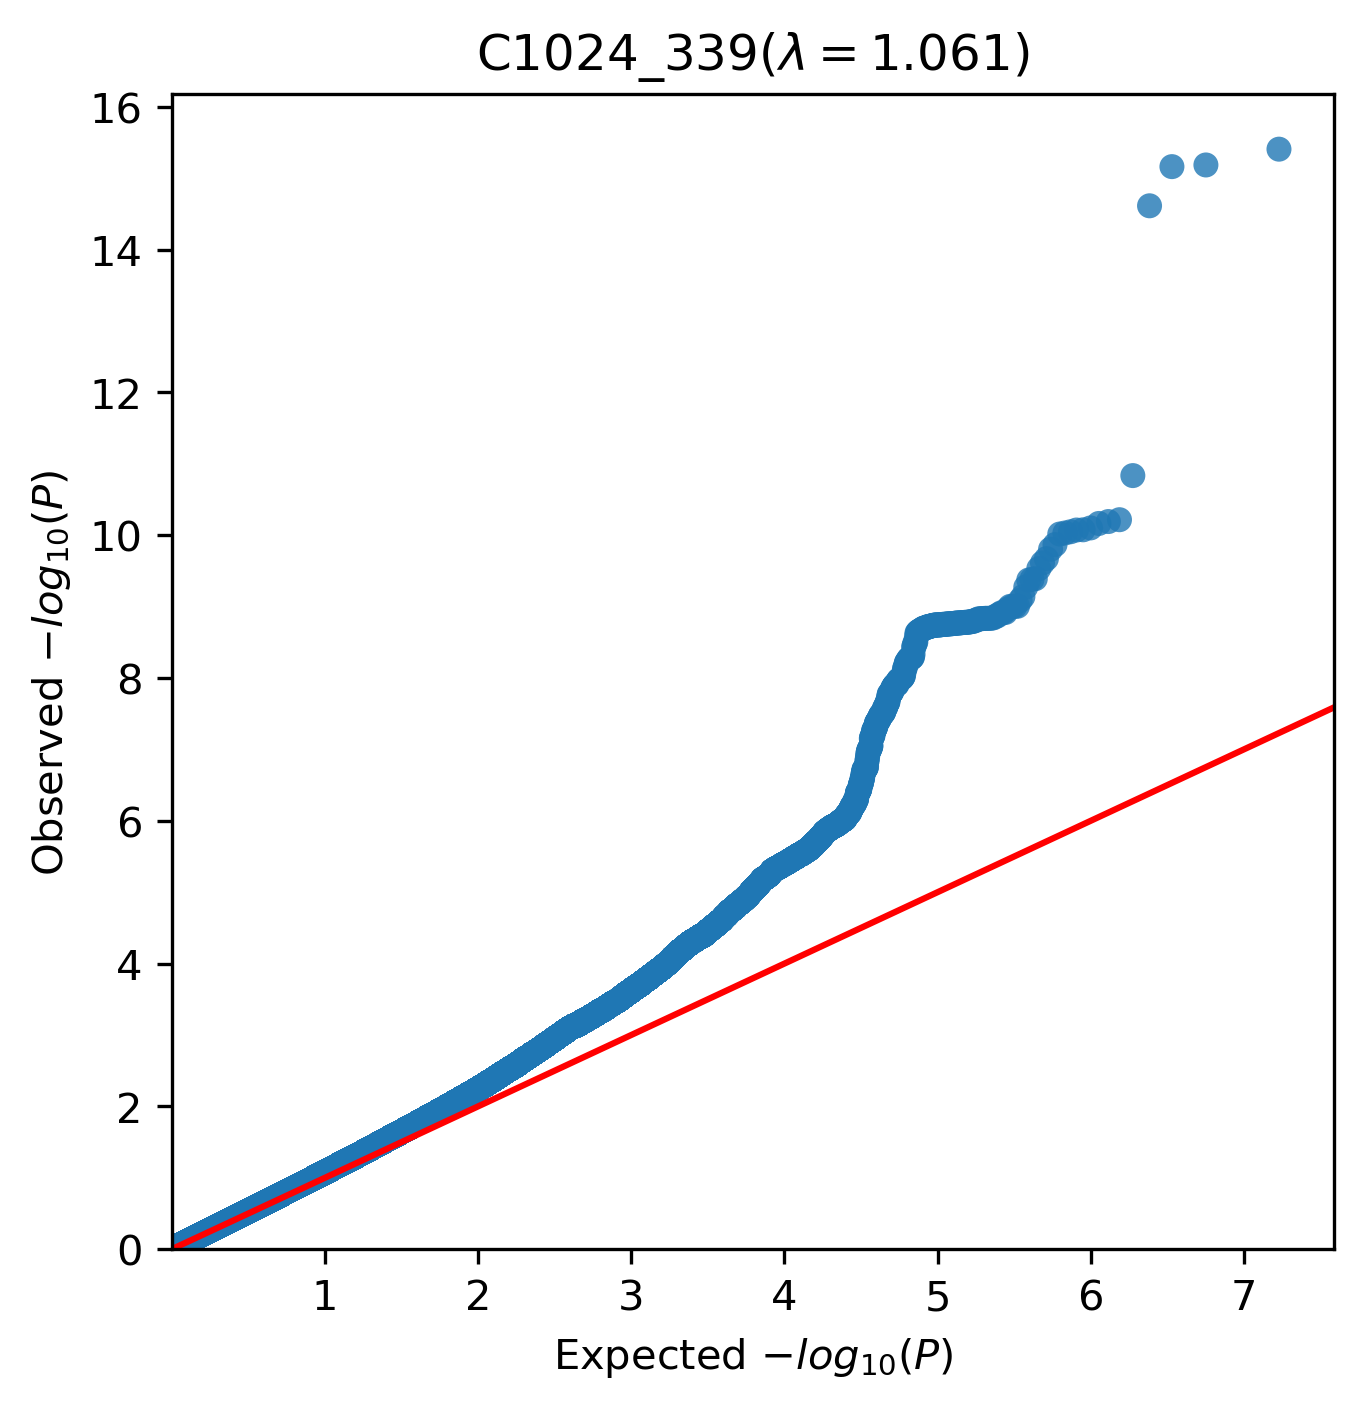 C1024_339(λ = 1.061)
16
14
12
10
8
6
4
2
0
Observed −log₁₀(P)
1 2 3 4 5 6 7
Expected −log₁₀(P)